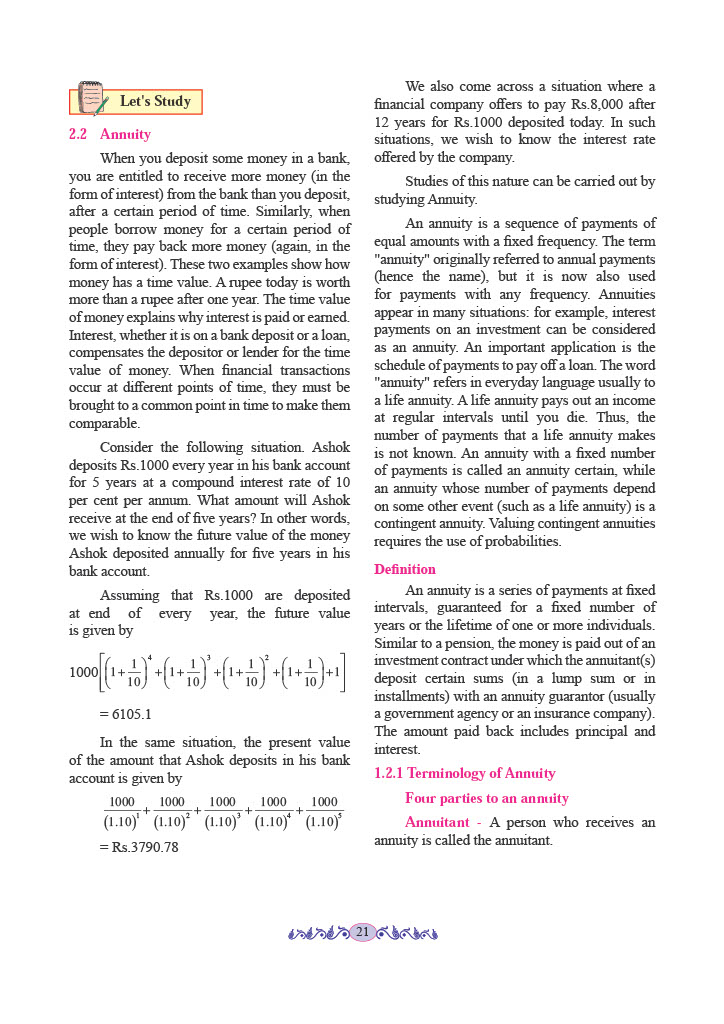 Let's Study
2.2 Annuity
When you deposit some money in a bank,
you are entitled to receive more money (in the
form of interest) from the bank than you deposit,
after a certain period of time. Similarly, when
people borrow money for a certain period of
time, they pay back more money (again, in the
form of interest). These two examples show how
money has a time value. A rupee today is worth
more than a rupee after one year. The time value
of money explains why interest is paid or earned.
Interest, whether it is on a bank deposit or a loan,
compensates the depositor or lender for the time
value of money. When financial transactions
occur at different points of time, they must be
brought to a common point in time to make them
comparable.
Consider the following situation. Ashok
deposits Rs.1000 every year in his bank account
for 5 years at a compound interest rate of 10
per cent per annum. What amount will Ashok
receive at the end of five years? In other words,
we wish to know the future value of the money
Ashok deposited annually for five years in his
bank account.
Assuming that Rs.1000 are deposited
at end of every year, the future value
is given by
1000[(1+1/10)^4+(1+1/10)^3+(1+1/10)^2+(1+1/10)+1]
= 6105.1
In the same situation, the present value
of the amount that Ashok deposits in his bank
account is given by
1000/(1.10)^1+1000/(1.10)^2+1000/(1.10)^3+1000/(1.10)^4+1000/(1.10)^5
= Rs.3790.78
We also come across a situation where a
financial company offers to pay Rs.8,000 after
12 years for Rs.1000 deposited today. In such
situations, we wish to know the interest rate
offered by the company.
Studies of this nature can be carried out by
studying Annuity.
An annuity is a sequence of payments of
equal amounts with a fixed frequency. The term
"annuity" originally referred to annual payments
(hence the name), but it is now also used
for payments with any frequency. Annuities
appear in many situations: for example, interest
payments on an investment can be considered
as an annuity. An important application is the
schedule of payments to pay off a loan. The word
"annuity" refers in everyday language usually to
a life annuity. A life annuity pays out an income
at regular intervals until you die. Thus, the
number of payments that a life annuity makes
is not known. An annuity with a fixed number
of payments is called an annuity certain, while
an annuity whose number of payments depend
on some other event (such as a life annuity) is a
contingent annuity. Valuing contingent annuities
requires the use of probabilities.
Definition
An annuity is a series of payments at fixed
intervals, guaranteed for a fixed number of
years or the lifetime of one or more individuals.
Similar to a pension, the money is paid out of an
investment contract under which the annuitant(s)
deposit certain sums (in a lump sum or in
installments) with an annuity guarantor (usually
a government agency or an insurance company).
The amount paid back includes principal and
interest.
1.2.1 Terminology of Annuity
Four parties to an annuity
Annuitant - A person who receives an
annuity is called the annuitant.
21